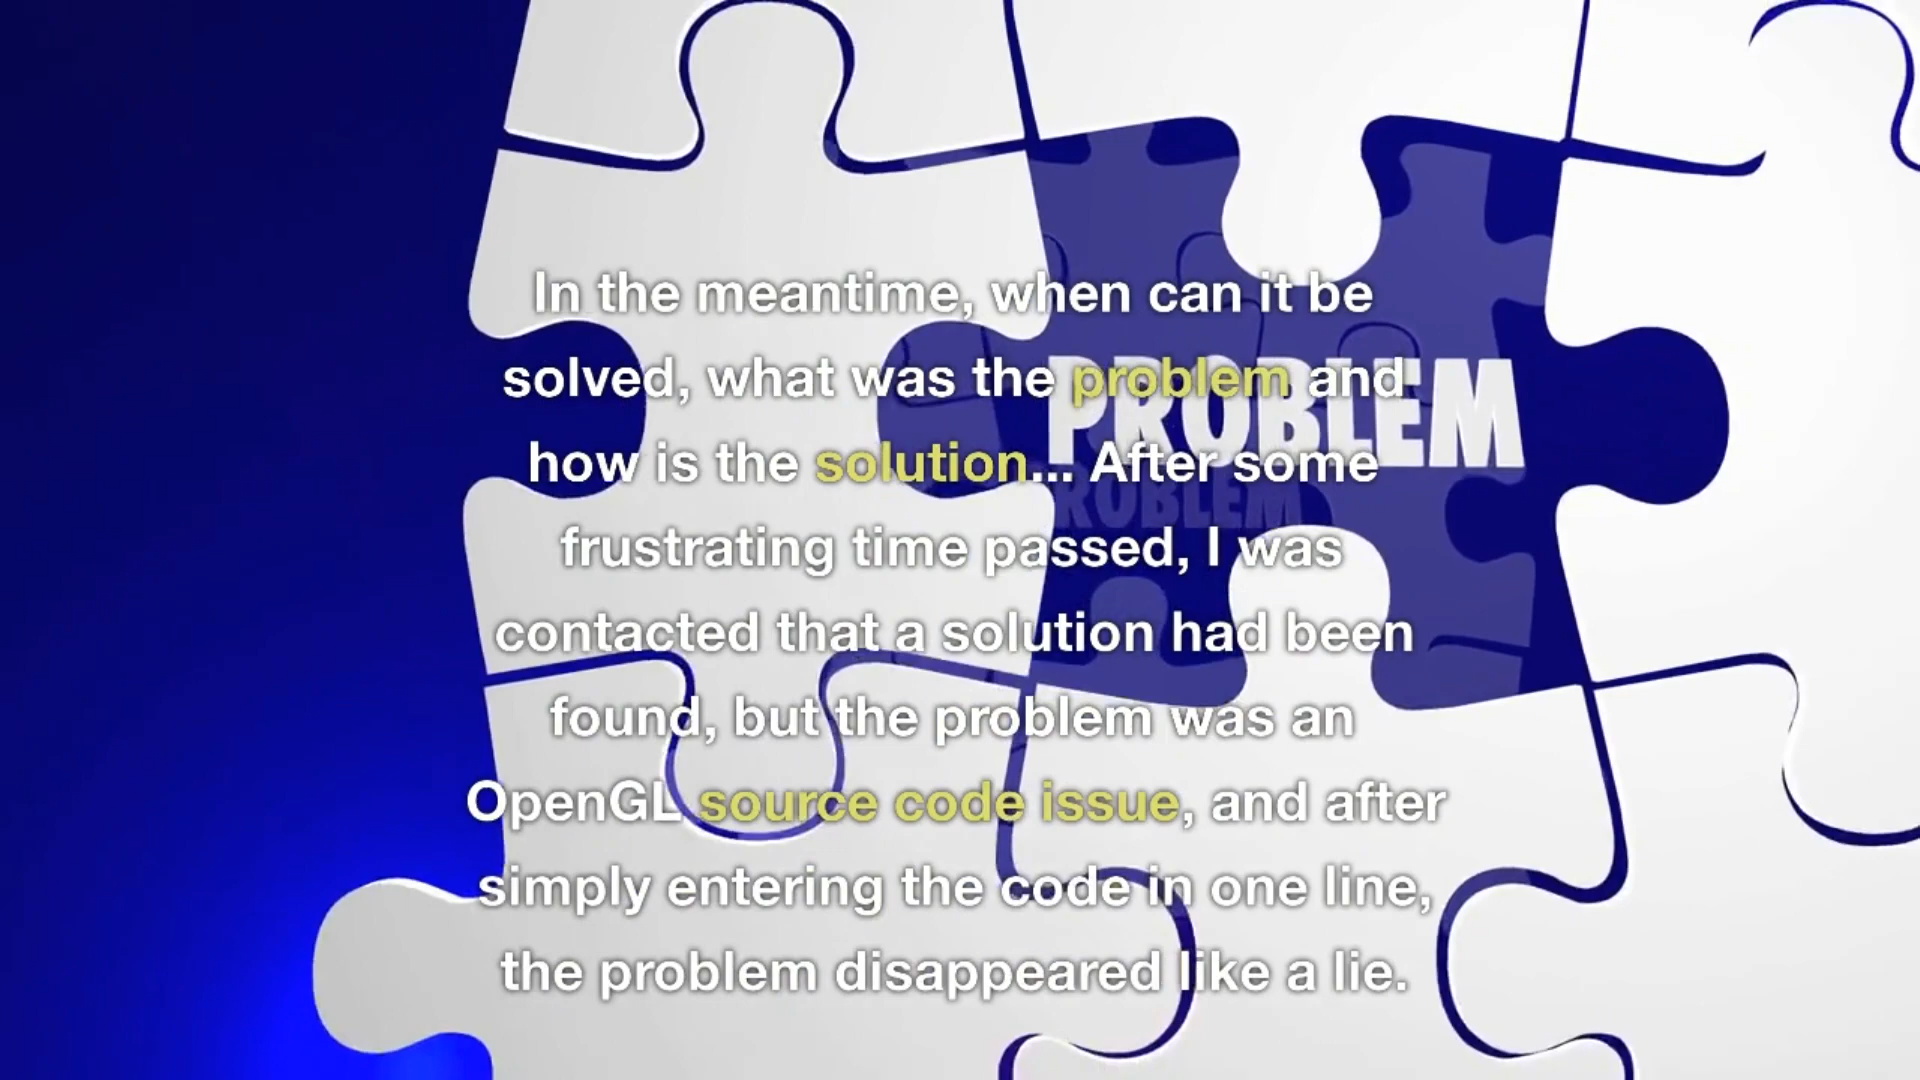 In the meantime, when can it be
solved, what was the problem and
PROBLEM
how is the solution... After some
PROBLEM
frustrating time passed, I was
contacted that a solution had been
found, but the problem was an
OpenGL source code issue, and after
simply entering the code in one line,
the problem disappeared like a lie.